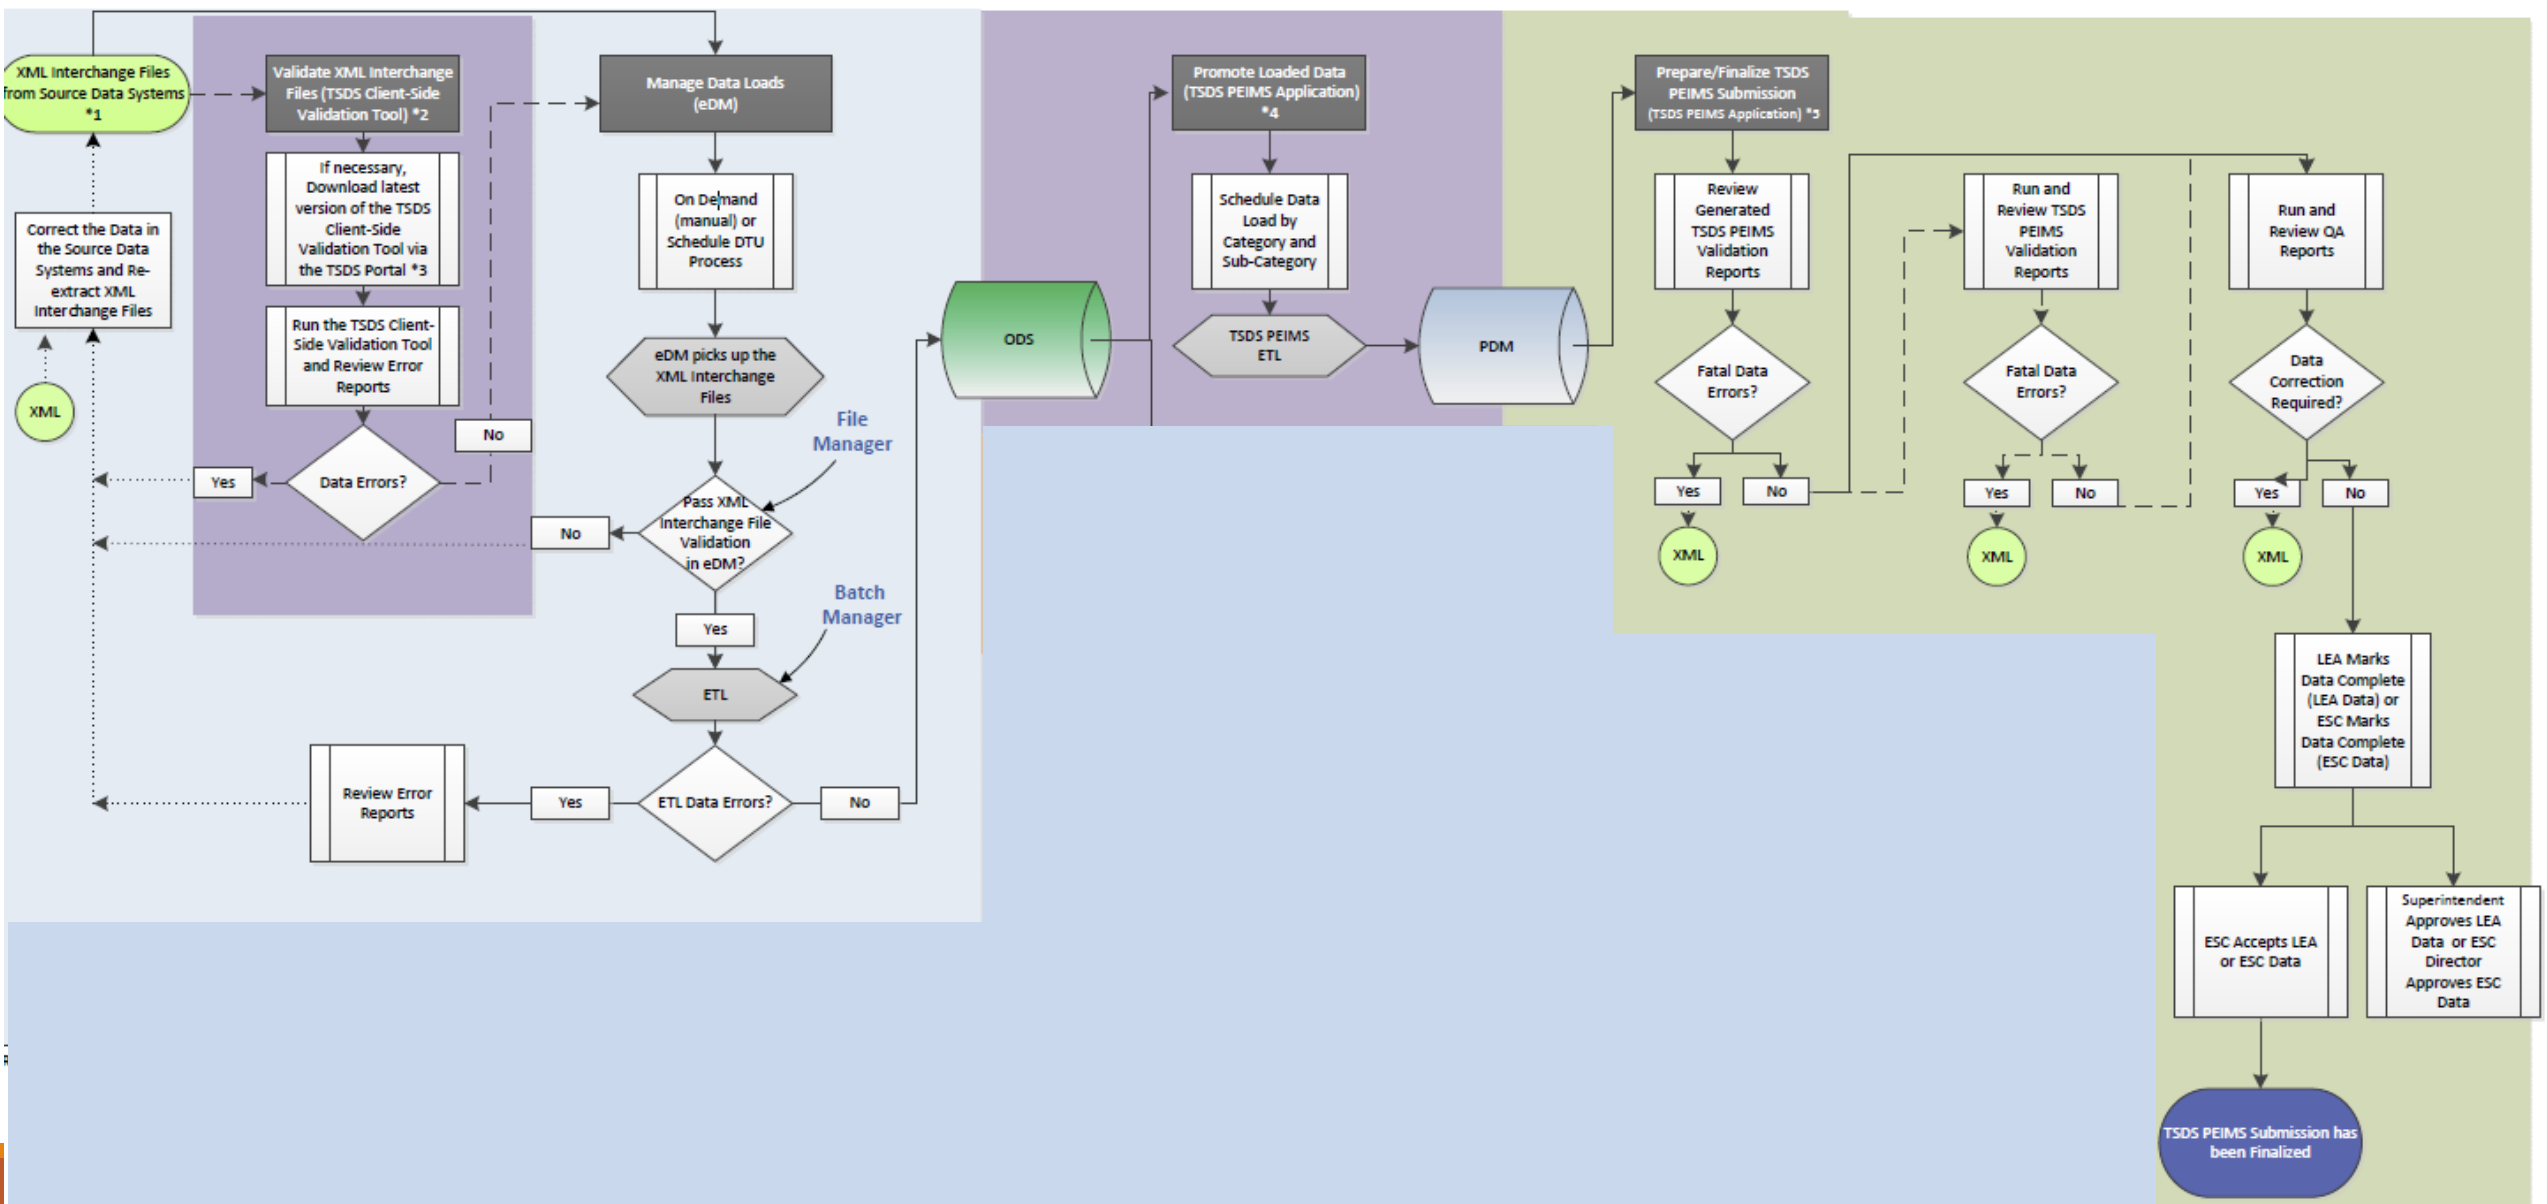 XML Interchange Files
from Source Data Systems
*1
Correct the Data in
the Source Data
Systems and Re-
extract XML
Interchange Files
XML
Validate XML Interchange
Files (TSDS Client-Side
Validation Tool) *2
If necessary,
Download latest
version of the TSDS
Client-Side
Validation Tool via
the TSDS Portal *3
Run the TSDS Client-
Side Validation Tool
and Review Error
Reports
Data Errors?
Yes
No
Manage Data Loads
(eDM)
On Demand
(manual) or
Schedule DTU
Process
eDM picks up the
XML Interchange
Files
File
Manager
Pass XML
Interchange File
Validation
in eDM?
No
Yes
Batch
Manager
ETL
ETL Data Errors?
Yes
No
Review Error
Reports
ODS
Promote Loaded Data
(TSDS PEIMS Application)
*4
Schedule Data
Load by
Category and
Sub-Category
TSDS PEIMS
ETL
PDM
Prepare/Finalize TSDS
PEIMS Submission
(TSDS PEIMS Application) *5
Review
Generated
TSDS PEIMS
Validation
Reports
Fatal Data
Errors?
Yes
No
XML
Run and
Review TSDS
PEIMS
Validation
Reports
Fatal Data
Errors?
Yes
No
XML
Run and
Review QA
Reports
Data
Correction
Required?
Yes
No
XML
LEA Marks
Data Complete
(LEA Data) or
ESC Marks
Data Complete
(ESC Data)
ESC Accepts LEA
or ESC Data
Superintendent
Approves LEA
Data or ESC
Director
Approves ESC
Data
TSDS PEIMS Submission has
been Finalized